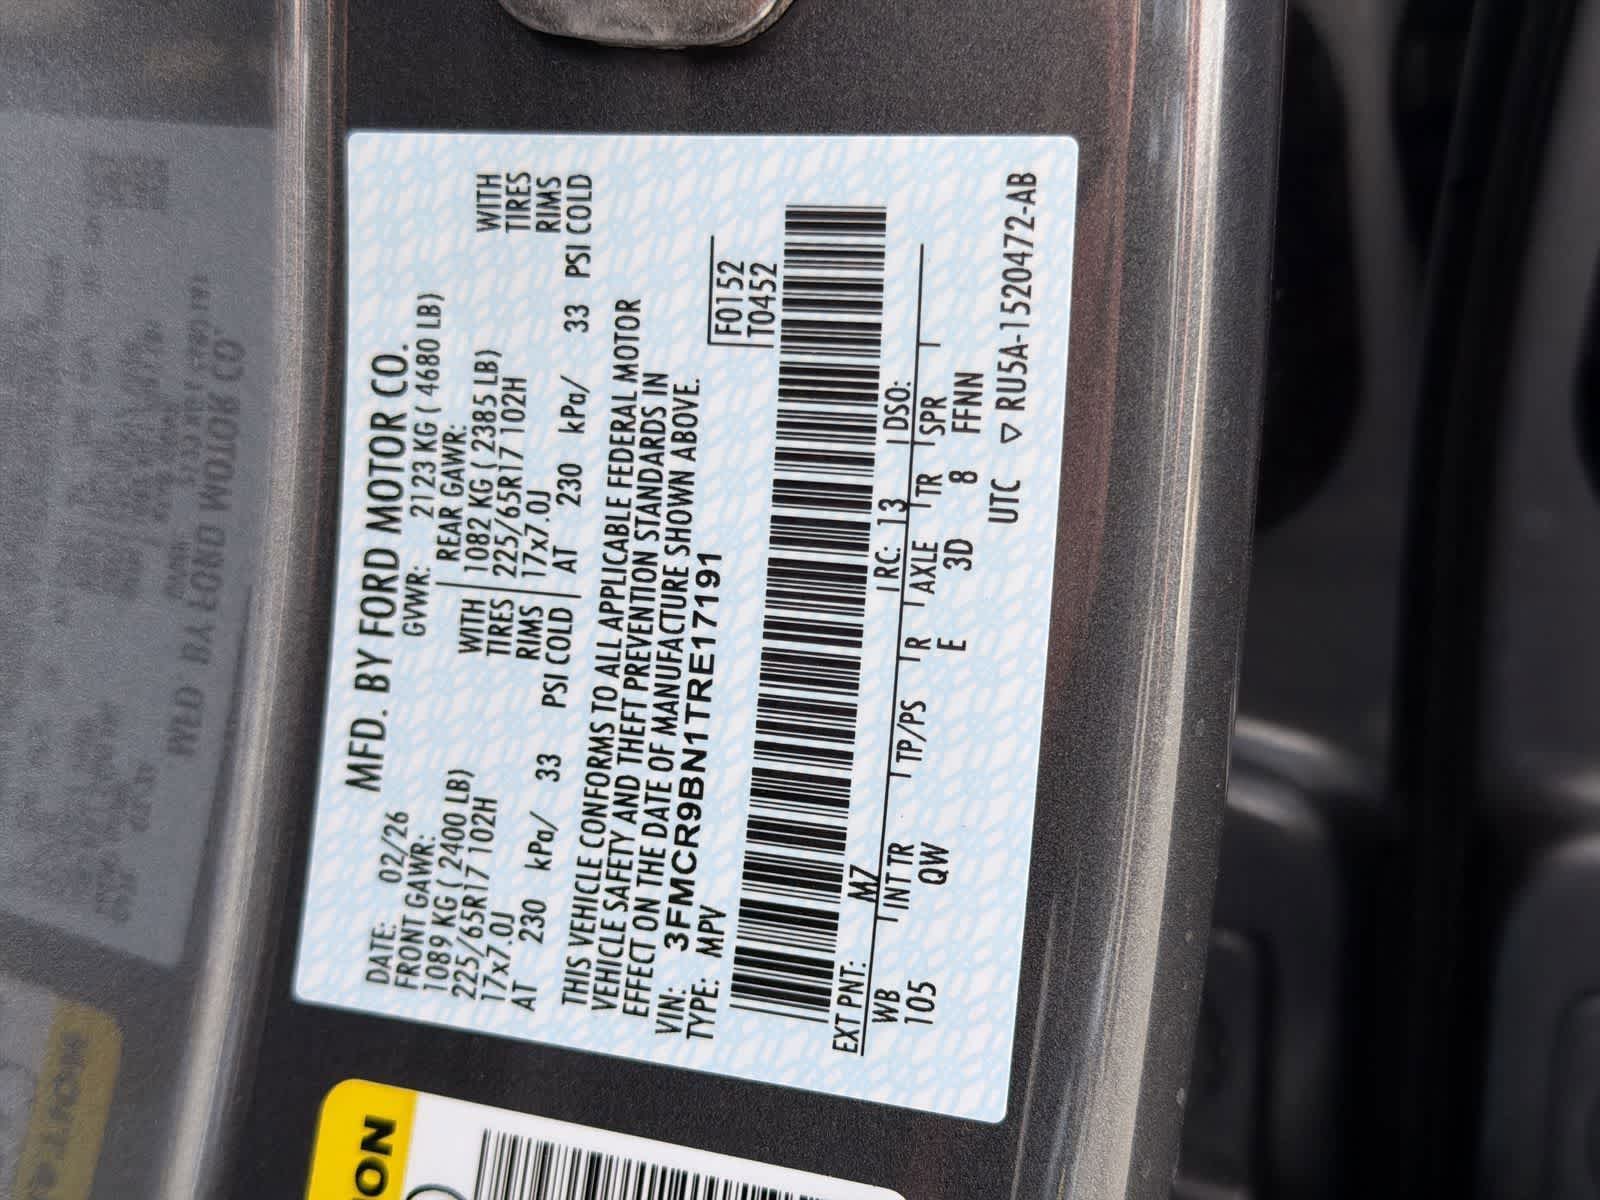 MFD. BY FORD MOTOR CO.
DATE: 02/26 GVWR: 2123 KG ( 4680 LB)
FRONT GAWR: REAR GAWR:
1089 KG ( 2400 LB) WITH 1082 KG ( 2385 LB) WITH
225/65R17 102H TIRES 225/65R17 102H TIRES
17x7.0J RIMS 17x7.0J RIMS
AT 230 kPa/ 33 PSI COLD AT 230 kPa/ 33 PSI COLD
THIS VEHICLE CONFORMS TO ALL APPLICABLE FEDERAL MOTOR
VEHICLE SAFETY AND THEFT PREVENTION STANDARDS IN
EFFECT ON THE DATE OF MANUFACTURE SHOWN ABOVE.
VIN: 3FMCR9BN1TRE17191
TYPE: MPV
F0152
T0452
EXT PNT: M7 RC: 13 DSO:
WB INT TR TP/PS R AXLE TR SPR
105 QW E 3D 8 FFNN
UTC ▽ RU5A-1520472-AB